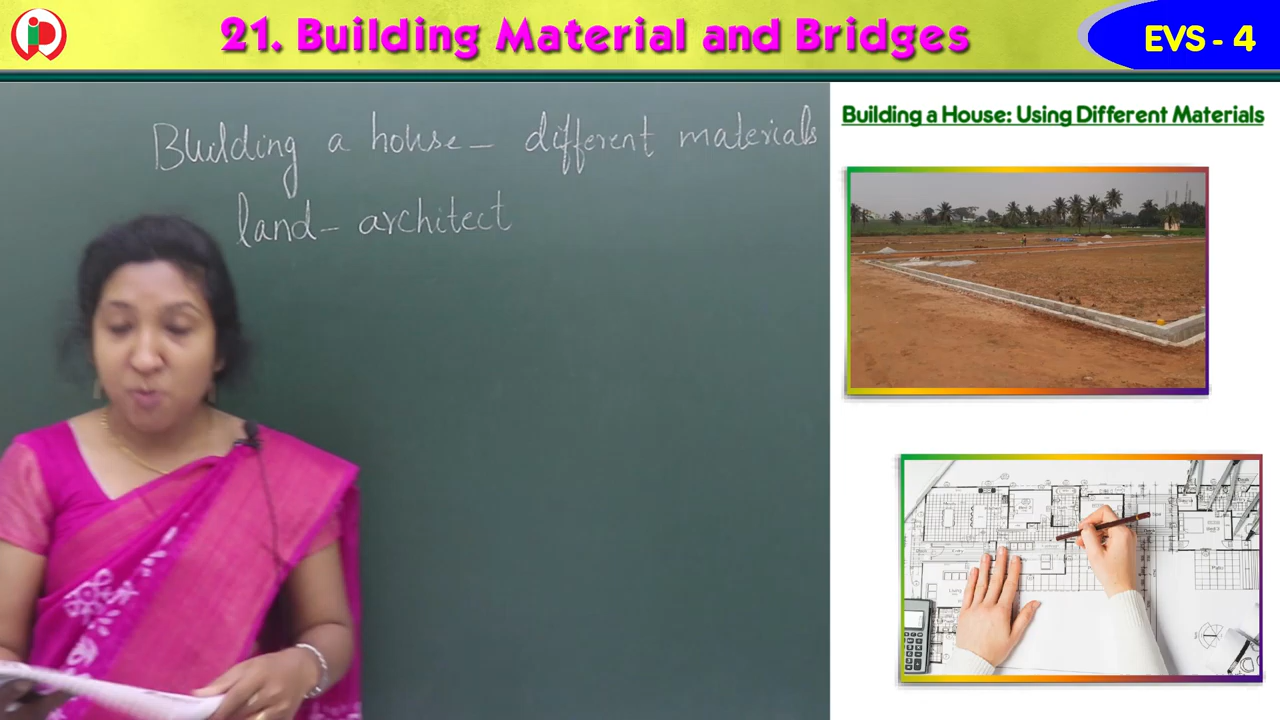 21. Building Material and Bridges
EVS - 4
Building a house - different materials
land - architect
Building a House: Using Different Materials